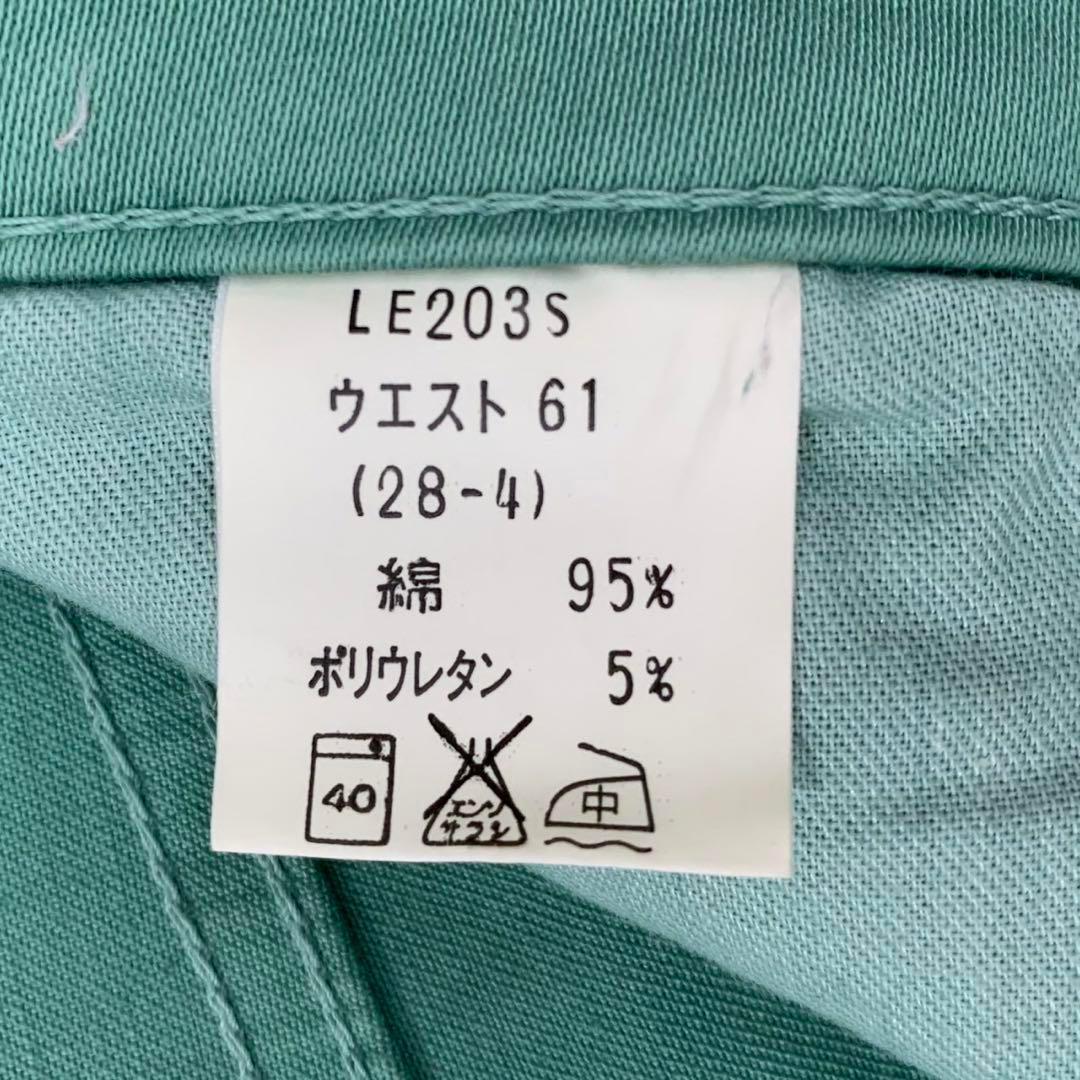 LE203S
ウエスト 61
(28-4)
綿 95%
ポリウレタン 5%
40 エンソサラシ 中